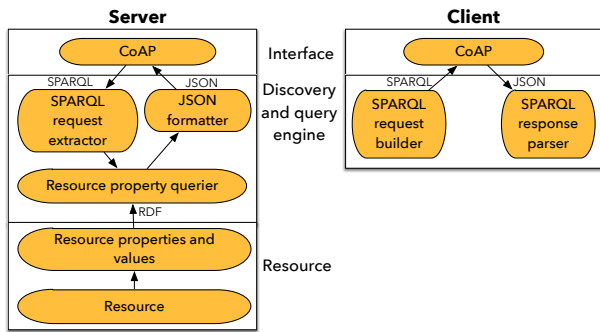 Server
CoAP
SPARQL
JSON
SPARQL
request
extractor
JSON
formatter
Resource property querier
RDF
Resource properties and
values
Resource
Interface
Discovery
and query
engine
Resource
Client
CoAP
SPARQL
JSON
SPARQL
request
builder
SPARQL
response
parser